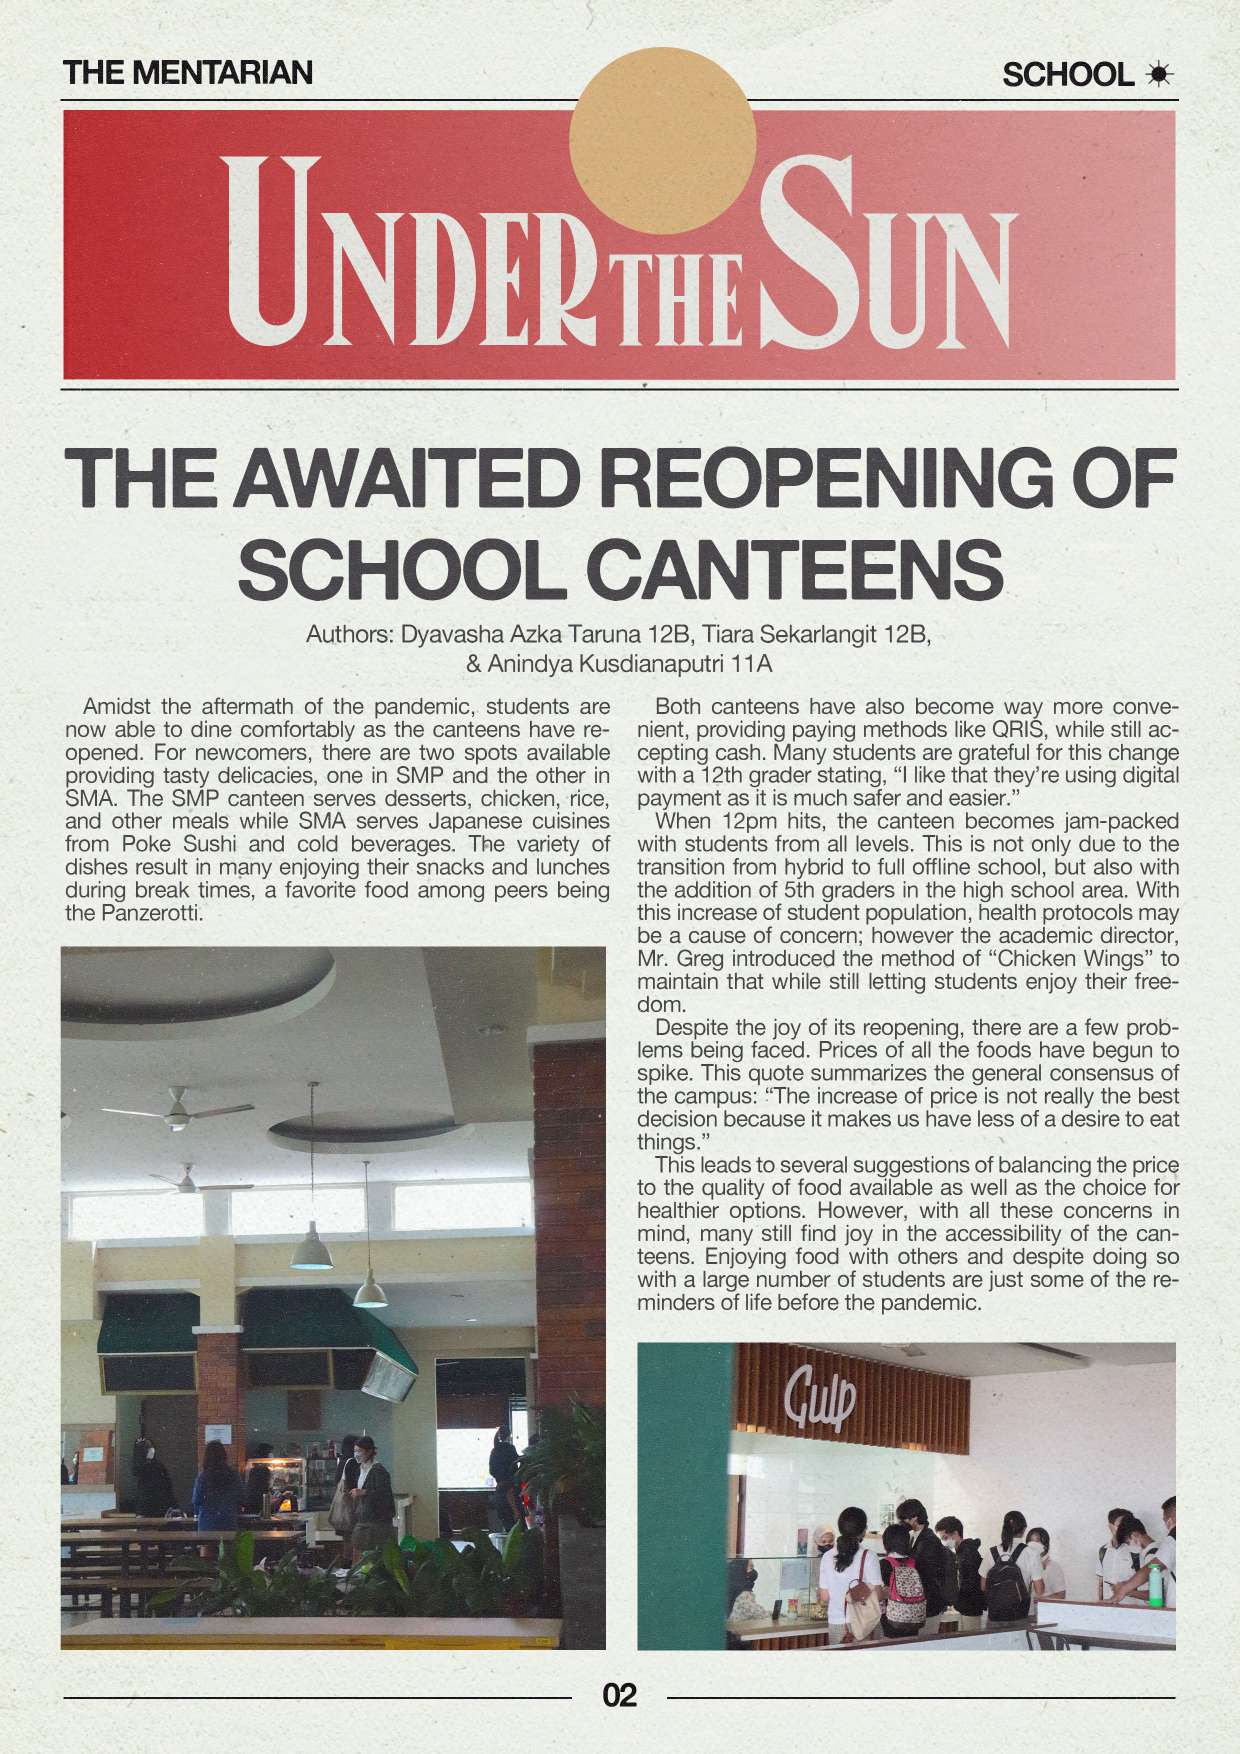 THE MENTARIAN
SCHOOL
UNDER THE SUN
THE AWAITED REOPENING OF
SCHOOL CANTEENS
Authors: Dyavasha Azka Taruna 12B, Tiara Sekarlangit 12B,
& Anindya Kusdianaputri 11A
Amidst the aftermath of the pandemic, students are
now able to dine comfortably as the canteens have re-
opened. For newcomers, there are two spots available
providing tasty delicacies, one in SMP and the other in
SMA. The SMP canteen serves desserts, chicken, rice,
and other meals while SMA serves Japanese cuisines
from Poke Sushi and cold beverages. The variety of
dishes result in many enjoying their snacks and lunches
during break times, a favorite food among peers being
the Panzerotti.
Both canteens have also become way more conve-
nient, providing paying methods like QRIS, while still ac-
cepting cash. Many students are grateful for this change
with a 12th grader stating, “I like that they’re using digital
payment as it is much safer and easier.”
When 12pm hits, the canteen becomes jam-packed
with students from all levels. This is not only due to the
transition from hybrid to full offline school, but also with
the addition of 5th graders in the high school area. With
this increase of student population, health protocols may
be a cause of concern; however the academic director,
Mr. Greg introduced the method of “Chicken Wings” to
maintain that while still letting students enjoy their free-
dom.
Despite the joy of its reopening, there are a few prob-
lems being faced. Prices of all the foods have begun to
spike. This quote summarizes the general consensus of
the campus: “The increase of price is not really the best
decision because it makes us have less of a desire to eat
things.”
This leads to several suggestions of balancing the price
to the quality of food available as well as the choice for
healthier options. However, with all these concerns in
mind, many still find joy in the accessibility of the can-
teens. Enjoying food with others and despite doing so
with a large number of students are just some of the re-
minders of life before the pandemic.
Gulp
02